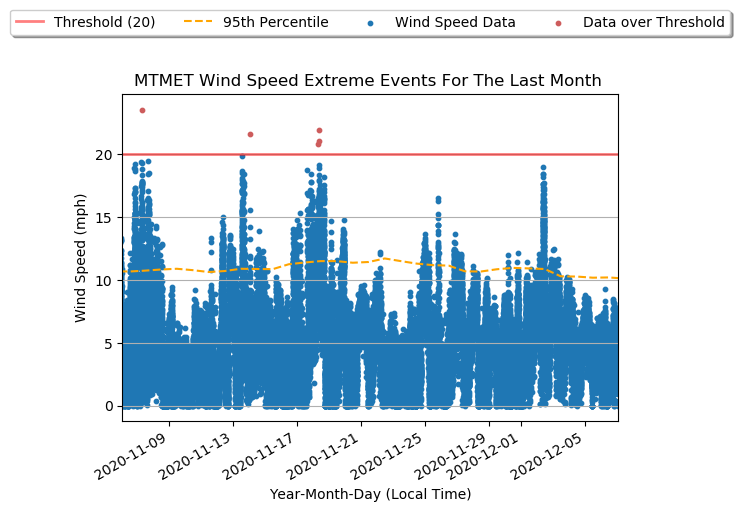 Threshold (20) 95th Percentile Wind Speed Data Data over Threshold
MTMET Wind Speed Extreme Events For The Last Month
Wind Speed (mph)
20
15
10
5
0
2020-11-09 2020-11-13 2020-11-17 2020-11-21 2020-11-25 2020-11-29 2020-12-01 2020-12-05
Year-Month-Day (Local Time)